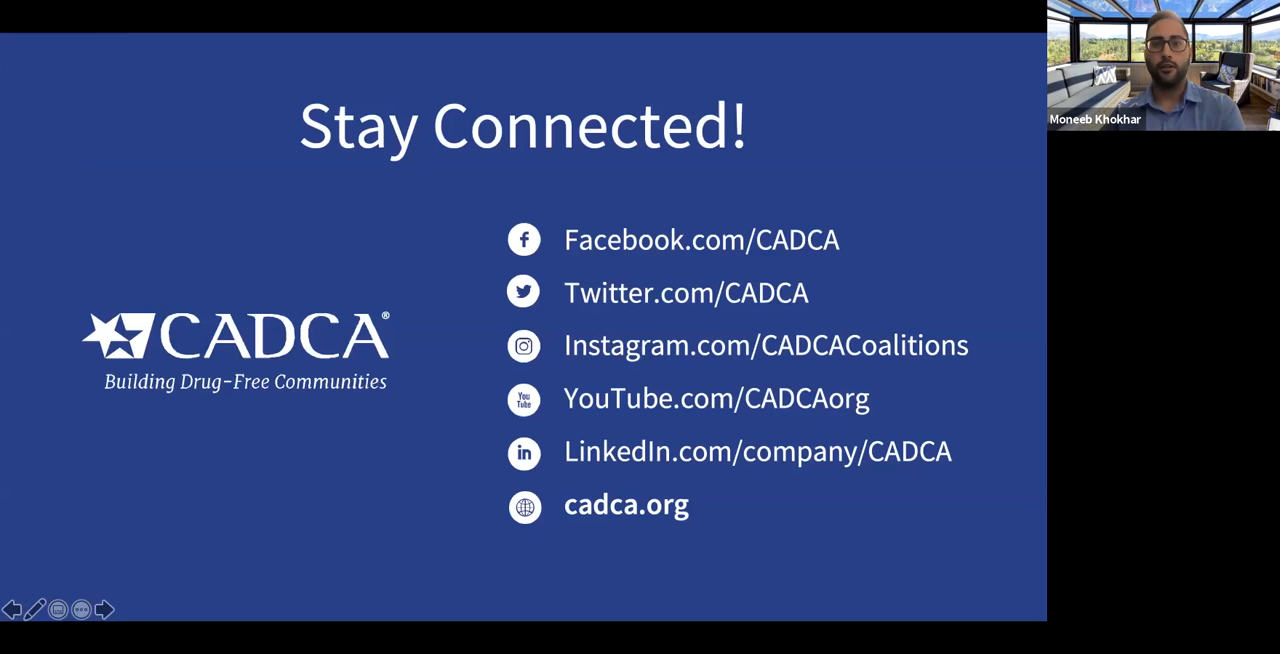 Stay Connected!
Facebook.com/CADCA
Twitter.com/CADCA
Instagram.com/CADCACoalitions
YouTube.com/CADCAorg
LinkedIn.com/company/CADCA
cadca.org
CADCA®
Building Drug-Free Communities
You
Tube
Moneeb Khokhar